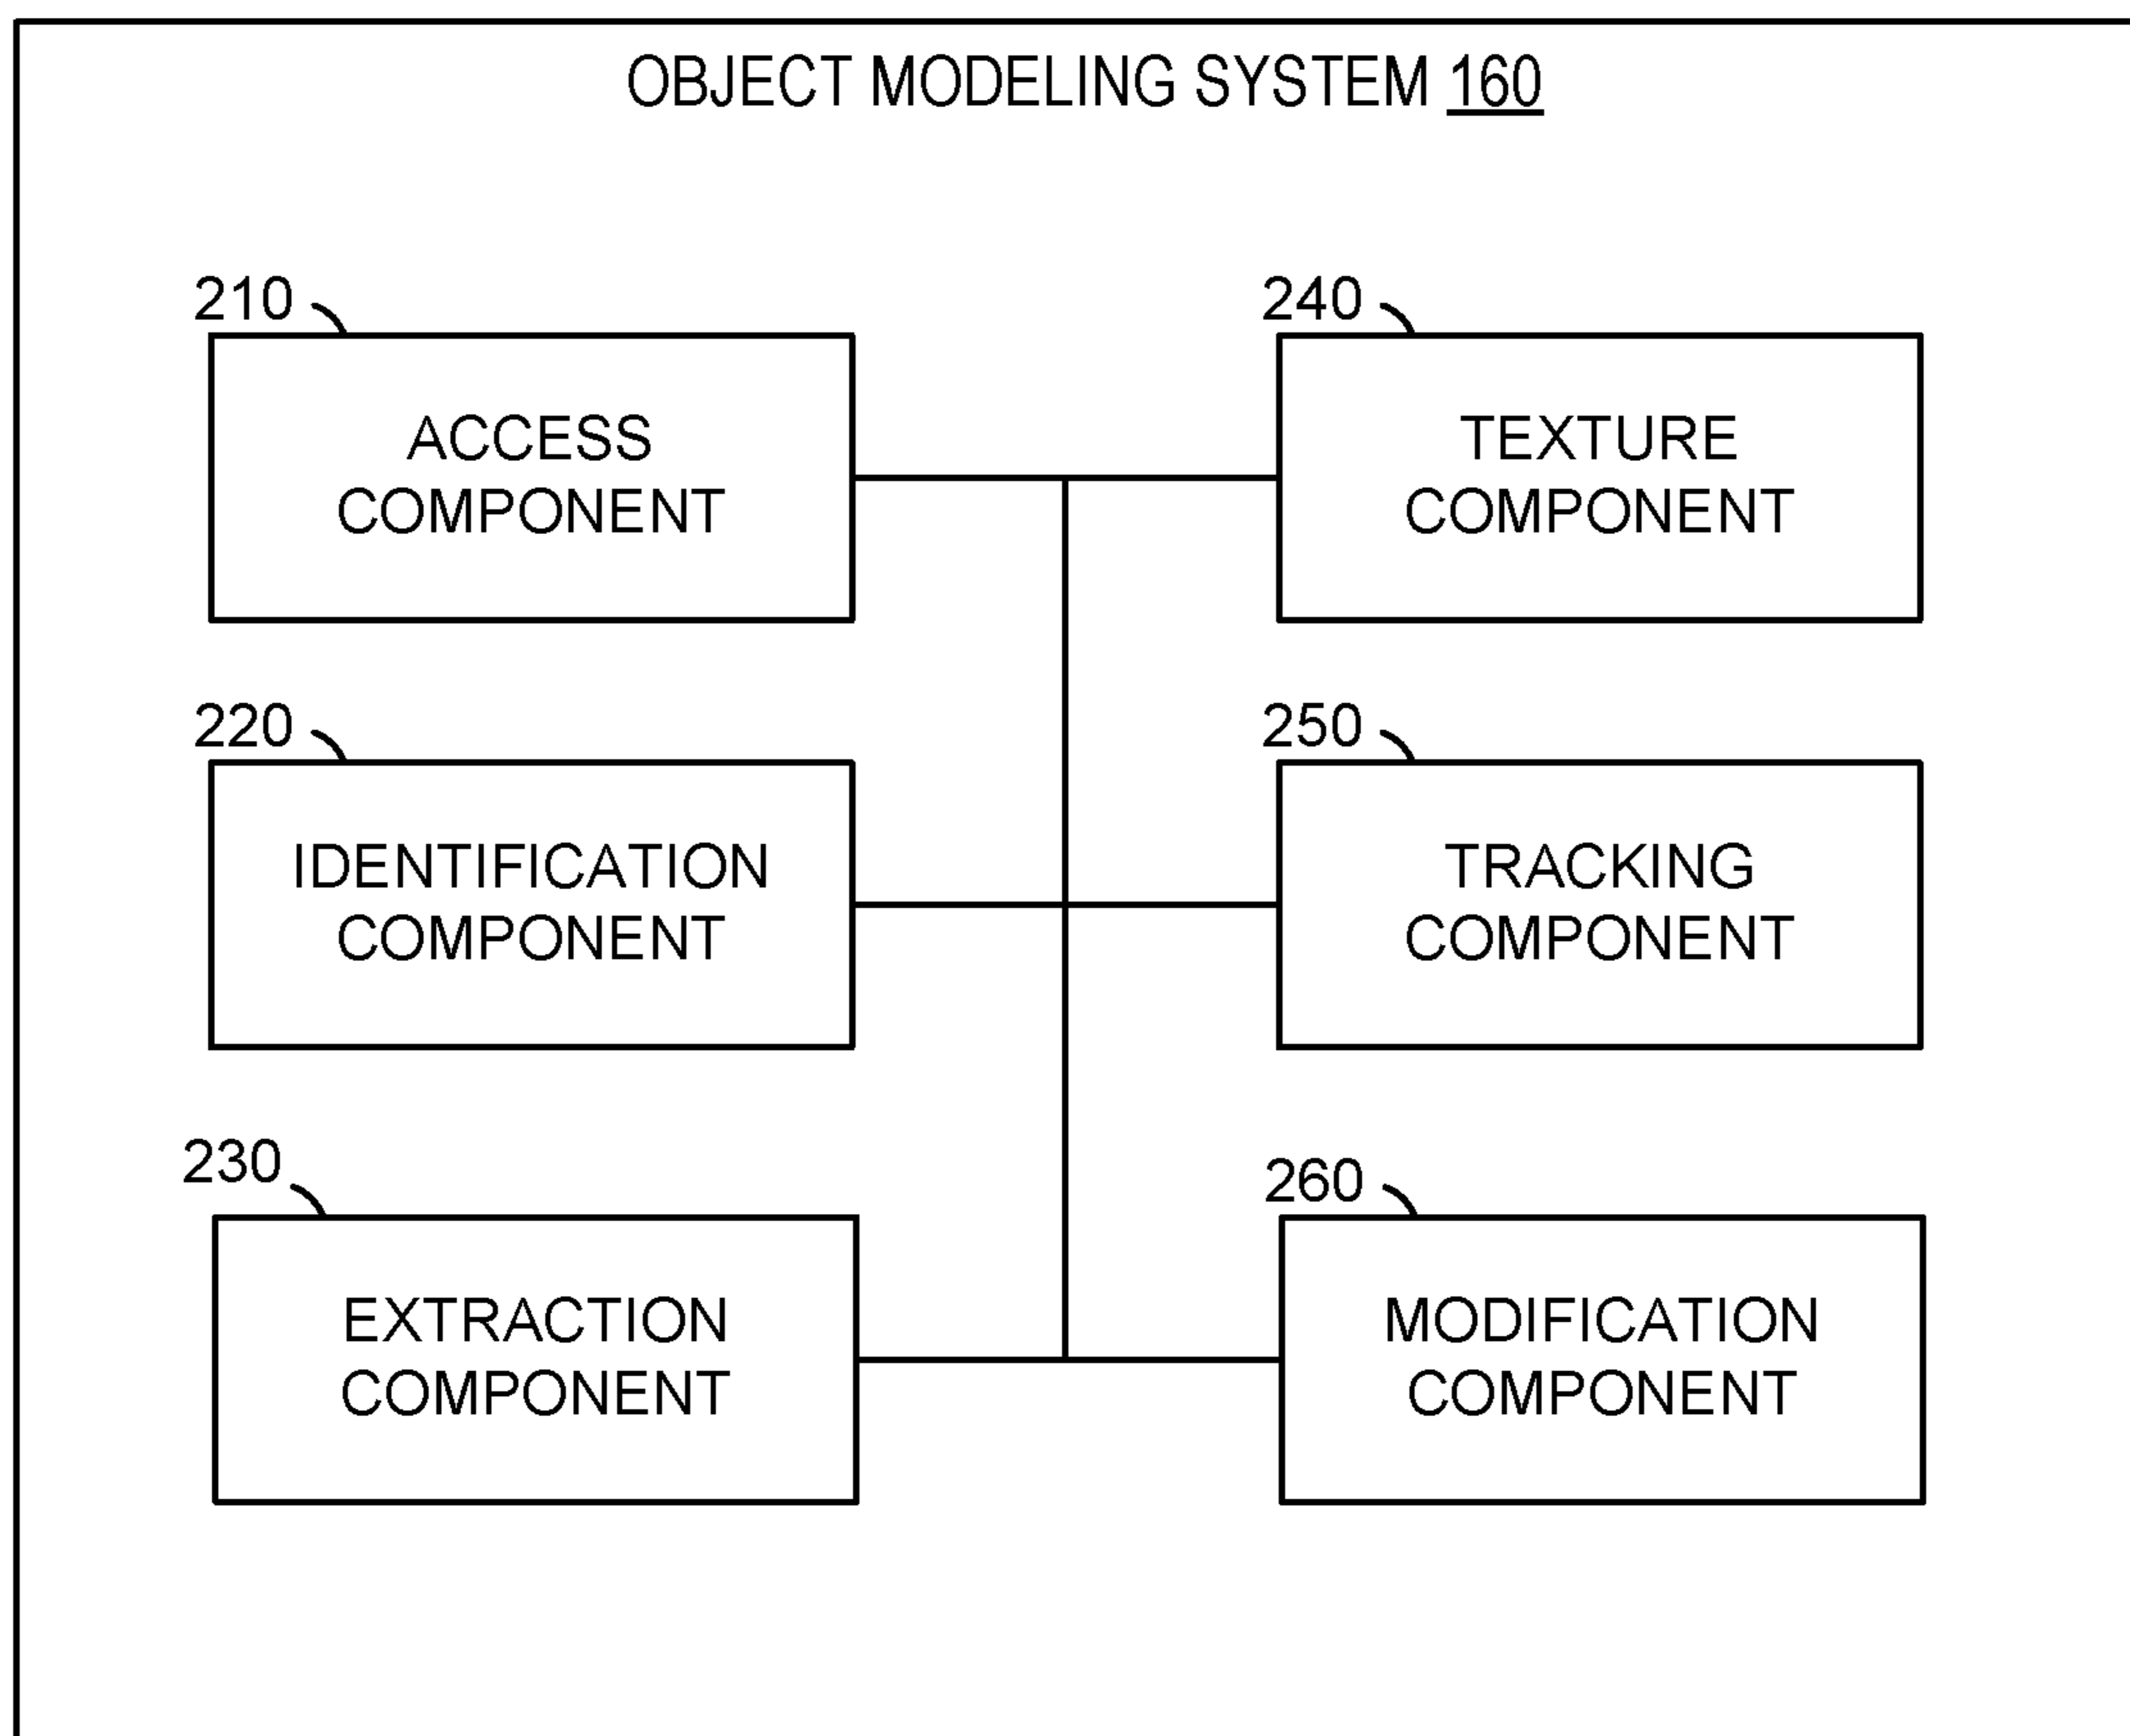 OBJECT MODELING SYSTEM 160
210
ACCESS
COMPONENT
240
TEXTURE
COMPONENT
220
IDENTIFICATION
COMPONENT
250
TRACKING
COMPONENT
230
EXTRACTION
COMPONENT
260
MODIFICATION
COMPONENT